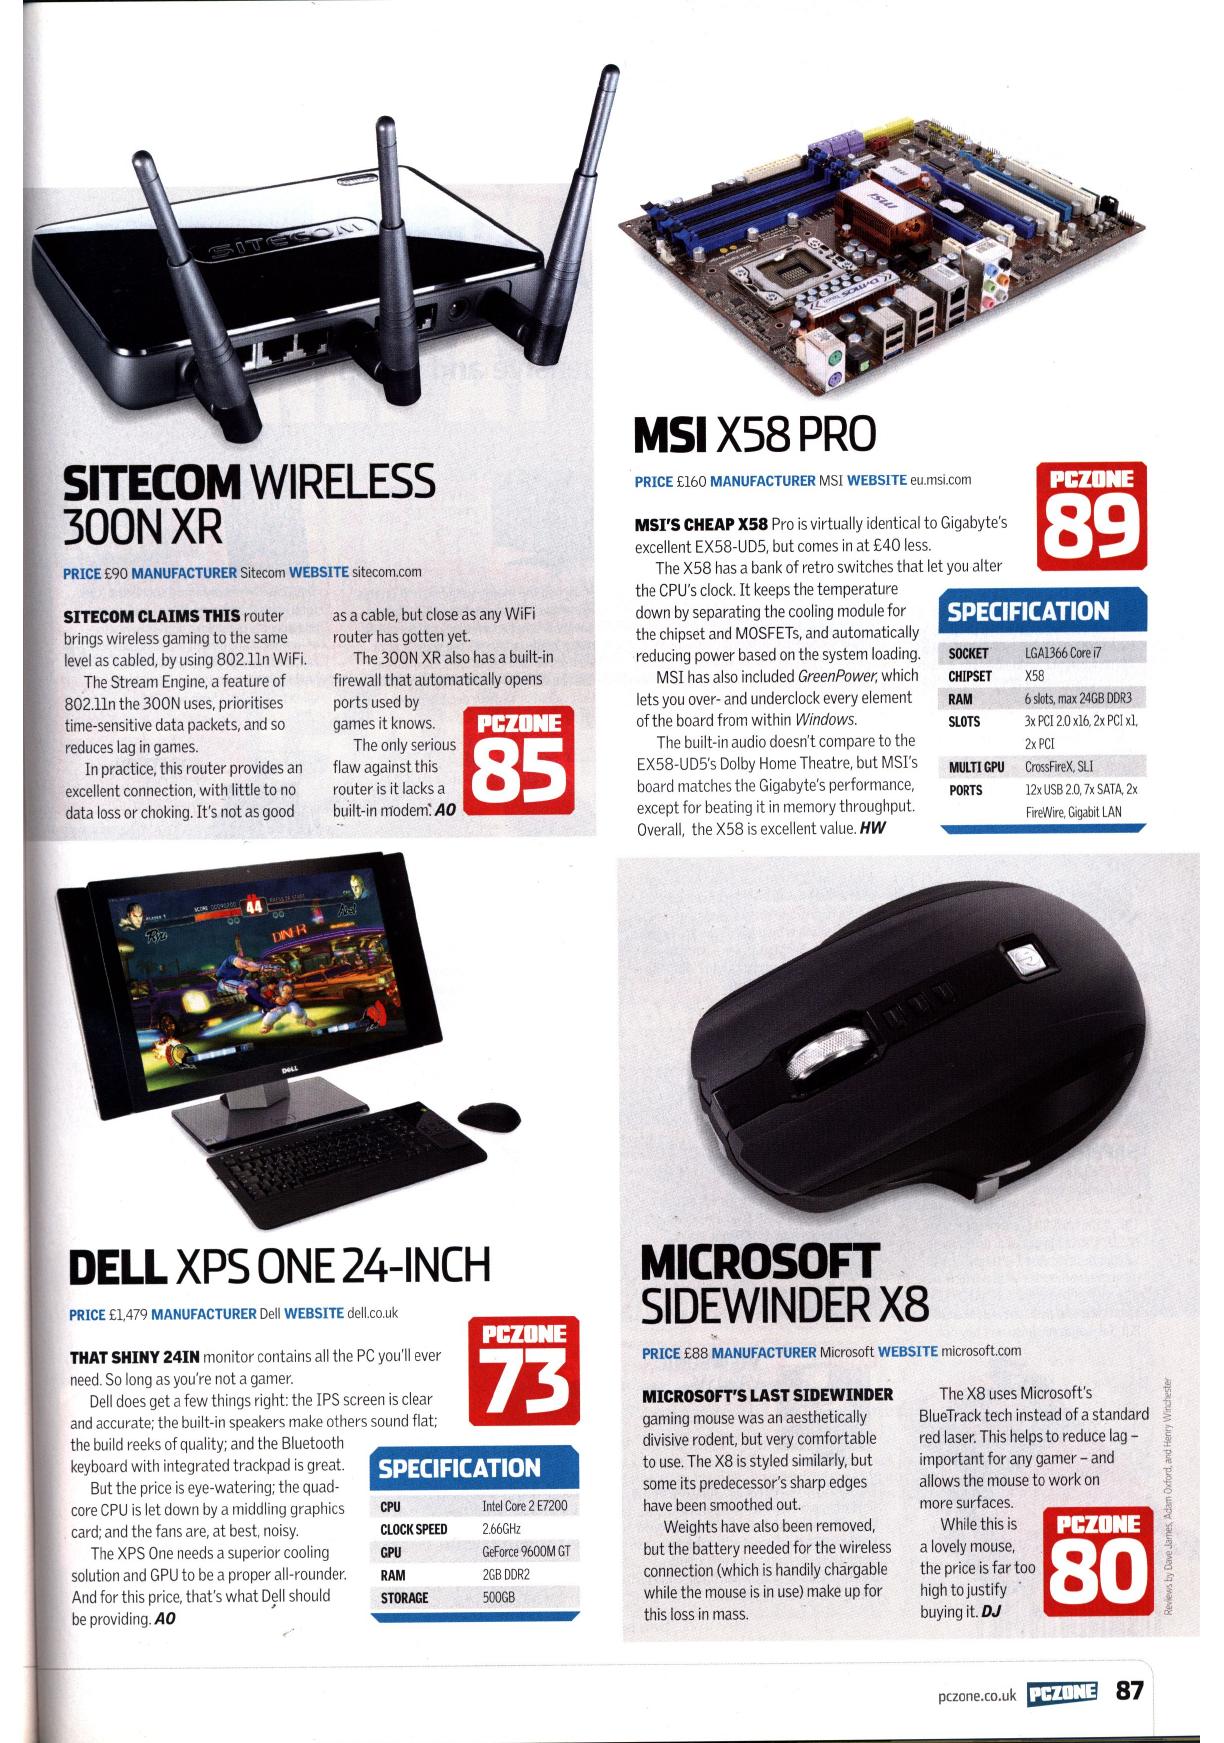 SITECOM
SITECOM WIRELESS
300N XR
PRICE £90 MANUFACTURER Sitecom WEBSITE sitecom.com
SITECOM CLAIMS THIS router
brings wireless gaming to the same
level as cabled, by using 802.11n WiFi.
The Stream Engine, a feature of
802.11n the 300N uses, prioritises
time-sensitive data packets, and so
reduces lag in games.
In practice, this router provides an
excellent connection, with little to no
data loss or choking. It's not as good
as a cable, but close as any WiFi
router has gotten yet.
The 300N XR also has a built-in
firewall that automatically opens
ports used by
games it knows.
The only serious
flaw against this
router is it lacks a
built-in modem. AO
PCZONE
85
msi
MSI X58 PRO
PRICE £160 MANUFACTURER MSI WEBSITE eu.msi.com
MSI'S CHEAP X58 Pro is virtually identical to Gigabyte's
excellent EX58-UD5, but comes in at £40 less.
The X58 has a bank of retro switches that let you alter
the CPU's clock. It keeps the temperature
down by separating the cooling module for
the chipset and MOSFETs, and automatically
reducing power based on the system loading.
MSI has also included GreenPower, which
lets you over- and underclock every element
of the board from within Windows.
The built-in audio doesn't compare to the
EX58-UD5's Dolby Home Theatre, but MSI's
board matches the Gigabyte's performance,
except for beating it in memory throughput.
Overall, the X58 is excellent value. HW
PCZONE
89
SPECIFICATION
SOCKET LGA1366 Core i7
CHIPSET X58
RAM 6 slots, max 24GB DDR3
SLOTS 3x PCI 2.0 x16, 2x PCI x1,
2x PCI
MULTI GPU CrossFireX, SLI
PORTS 12x USB 2.0, 7x SATA, 2x
FireWire, Gigabit LAN
44
DINER
DELL
DELL XPS ONE 24-INCH
PRICE £1,479 MANUFACTURER Dell WEBSITE dell.co.uk
THAT SHINY 24IN monitor contains all the PC you'll ever
need. So long as you're not a gamer.
Dell does get a few things right: the IPS screen is clear
and accurate; the built-in speakers make others sound flat;
the build reeks of quality; and the Bluetooth
keyboard with integrated trackpad is great.
But the price is eye-watering; the quad-
core CPU is let down by a middling graphics
card; and the fans are, at best, noisy.
The XPS One needs a superior cooling
solution and GPU to be a proper all-rounder.
And for this price, that's what Dell should
be providing. AO
PCZONE
73
SPECIFICATION
CPU Intel Core 2 E7200
CLOCK SPEED 2.66GHz
GPU GeForce 9600M GT
RAM 2GB DDR2
STORAGE 500GB
MICROSOFT
SIDEWINDER X8
PRICE £88 MANUFACTURER Microsoft WEBSITE microsoft.com
MICROSOFT'S LAST SIDEWINDER
gaming mouse was an aesthetically
divisive rodent, but very comfortable
to use. The X8 is styled similarly, but
some its predecessor's sharp edges
have been smoothed out.
Weights have also been removed,
but the battery needed for the wireless
connection (which is handily chargable
while the mouse is in use) make up for
this loss in mass.
The X8 uses Microsoft's
BlueTrack tech instead of a standard
red laser. This helps to reduce lag –
important for any gamer – and
allows the mouse to work on
more surfaces.
While this is
a lovely mouse,
the price is far too
high to justify
buying it. DJ
PCZONE
80
Reviews by Dave James, Adam Oxford, and Henry Winchester
pczone.co.uk PCZONE 87